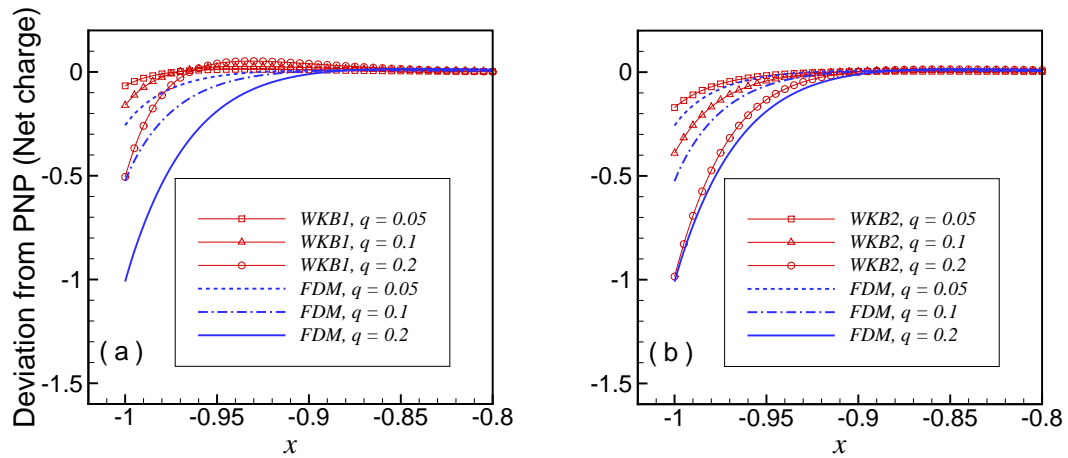 Deviation from PNP (Net charge)
0
-0.5
-1
-1.5
(a)
WKB1, q = 0.05
WKB1, q = 0.1
WKB1, q = 0.2
FDM, q = 0.05
FDM, q = 0.1
FDM, q = 0.2
-1 -0.95 -0.9 -0.85 -0.8
x
0
-0.5
-1
-1.5
(b)
WKB2, q = 0.05
WKB2, q = 0.1
WKB2, q = 0.2
FDM, q = 0.05
FDM, q = 0.1
FDM, q = 0.2
-1 -0.95 -0.9 -0.85 -0.8
x